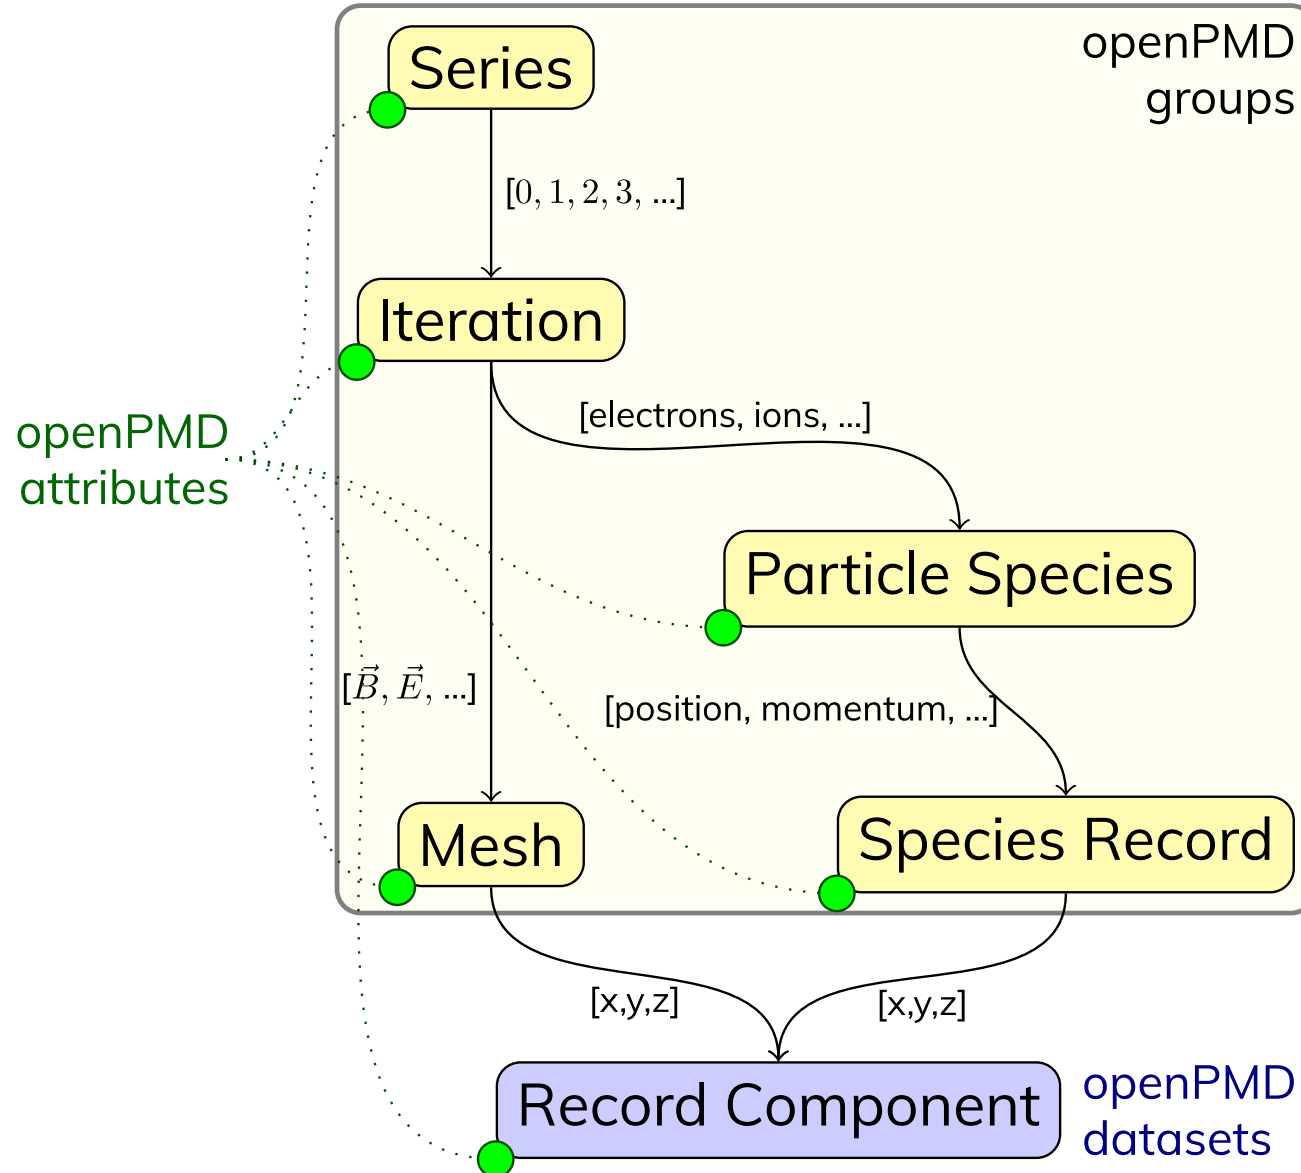 Series
openPMD
groups
[0, 1, 2, 3, ...]
Iteration
[electrons, ions, ...]
openPMD
attributes
Particle Species
[B⃗, E⃗, ...]
[position, momentum, ...]
Mesh
Species Record
[x,y,z]
[x,y,z]
Record Component
openPMD
datasets